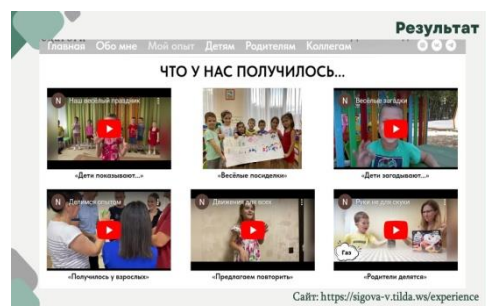 Результат
Главная Обо мне Мой опыт Детям Родителям Коллегам
ЧТО У НАС ПОЛУЧИЛОСЬ...
N Наш весёлый праздник
N Весёлые загадки
«Дети показывают...»
«Весёлые посиделки»
«Дети загадывают...»
N Делимся опытом
N Движения для всех
N Руки не для скуки
Газ
«Получилось у взрослых»
«Предлагаем повторить»
«Родители делятся»
Сайт: https://sigova-v.tilda.ws/experience